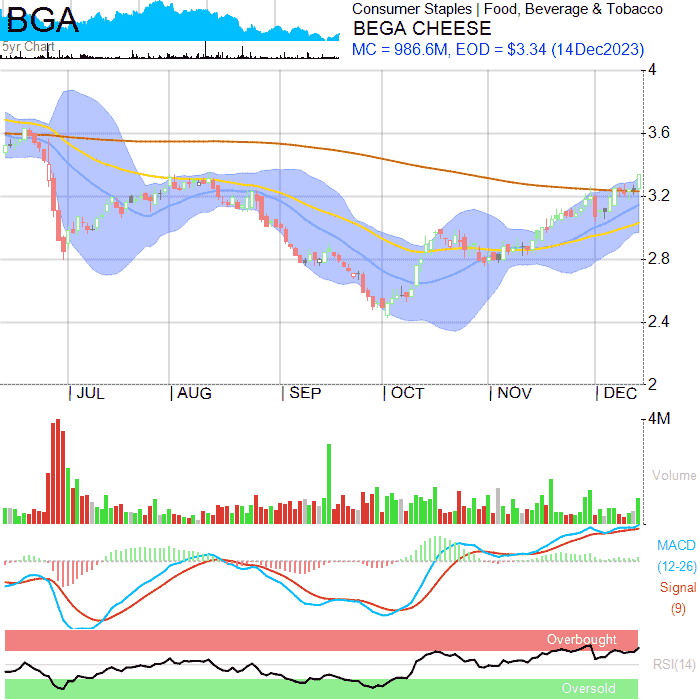 BGA
5yr Chart
Consumer Staples | Food, Beverage & Tobacco
BEGA CHEESE
MC = 986.6M, EOD = $3.34 (14Dec2023)
4
3.6
3.2
2.8
2.4
2
| JUL | AUG | SEP | OCT | NOV | DEC
4M
Volume
MACD
(12-26)
Signal
(9)
Overbought
RSI(14)
Oversold